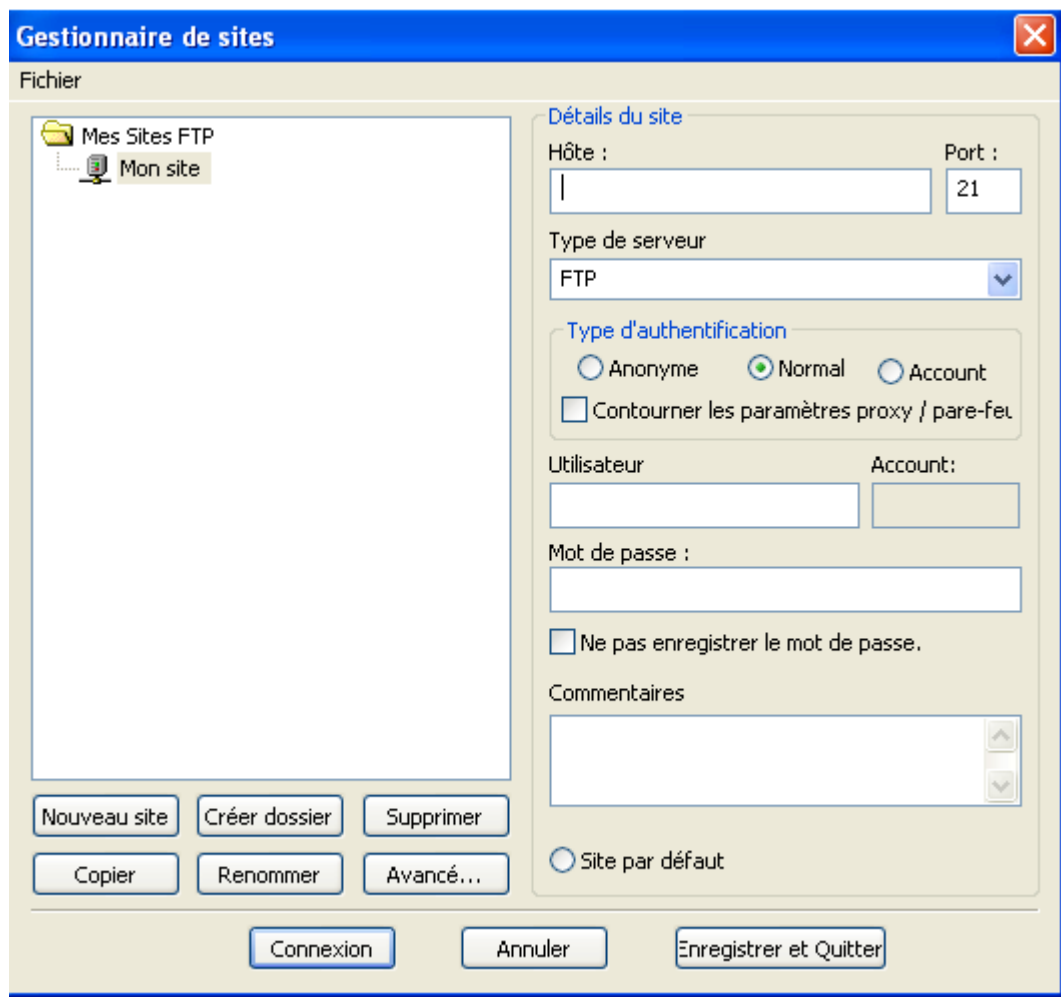 Gestionnaire de sites
Fichier
Mes Sites FTP
Mon site
Détails du site
Hôte :
Port :
21
Type de serveur
FTP
Type d'authentification
Anonyme
Normal
Account
Contourner les paramètres proxy / pare-feu
Utilisateur
Account:
Mot de passe :
Ne pas enregistrer le mot de passe.
Commentaires
Site par défaut
Nouveau site
Créer dossier
Supprimer
Copier
Renommer
Avancé...
Connexion
Annuler
Enregistrer et Quitter